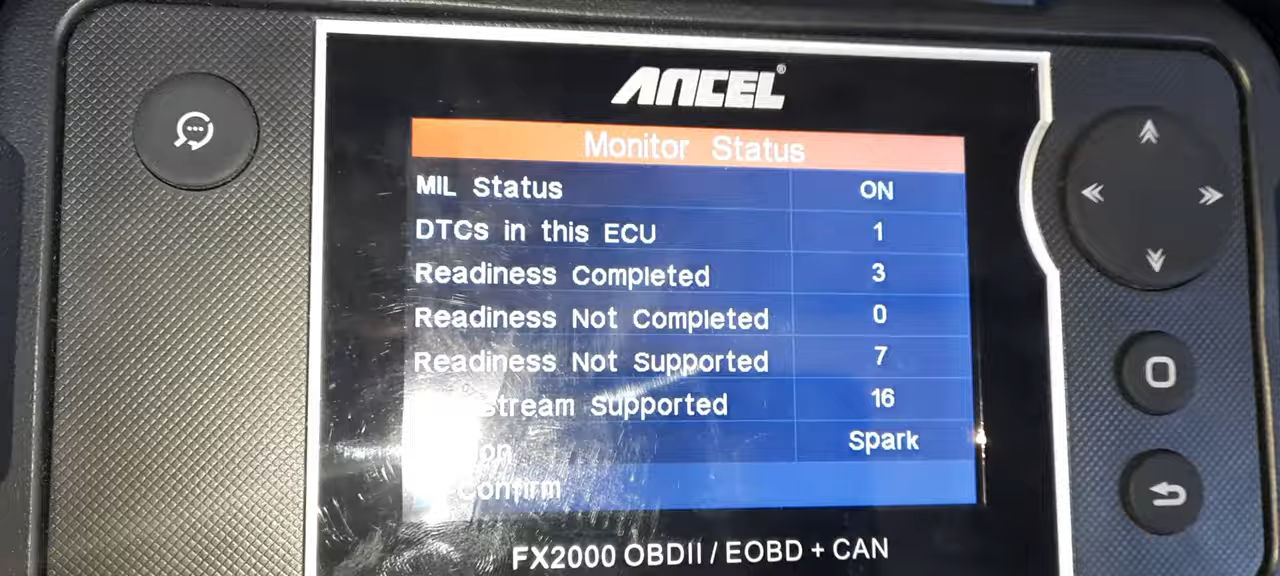 ANCEL®
Monitor Status
MIL Status ON
DTCs in this ECU 1
Readiness Completed 3
Readiness Not Completed 0
Readiness Not Supported 7
stream Supported 16
Spark
Confirm
FX2000 OBDII / EOBD + CAN